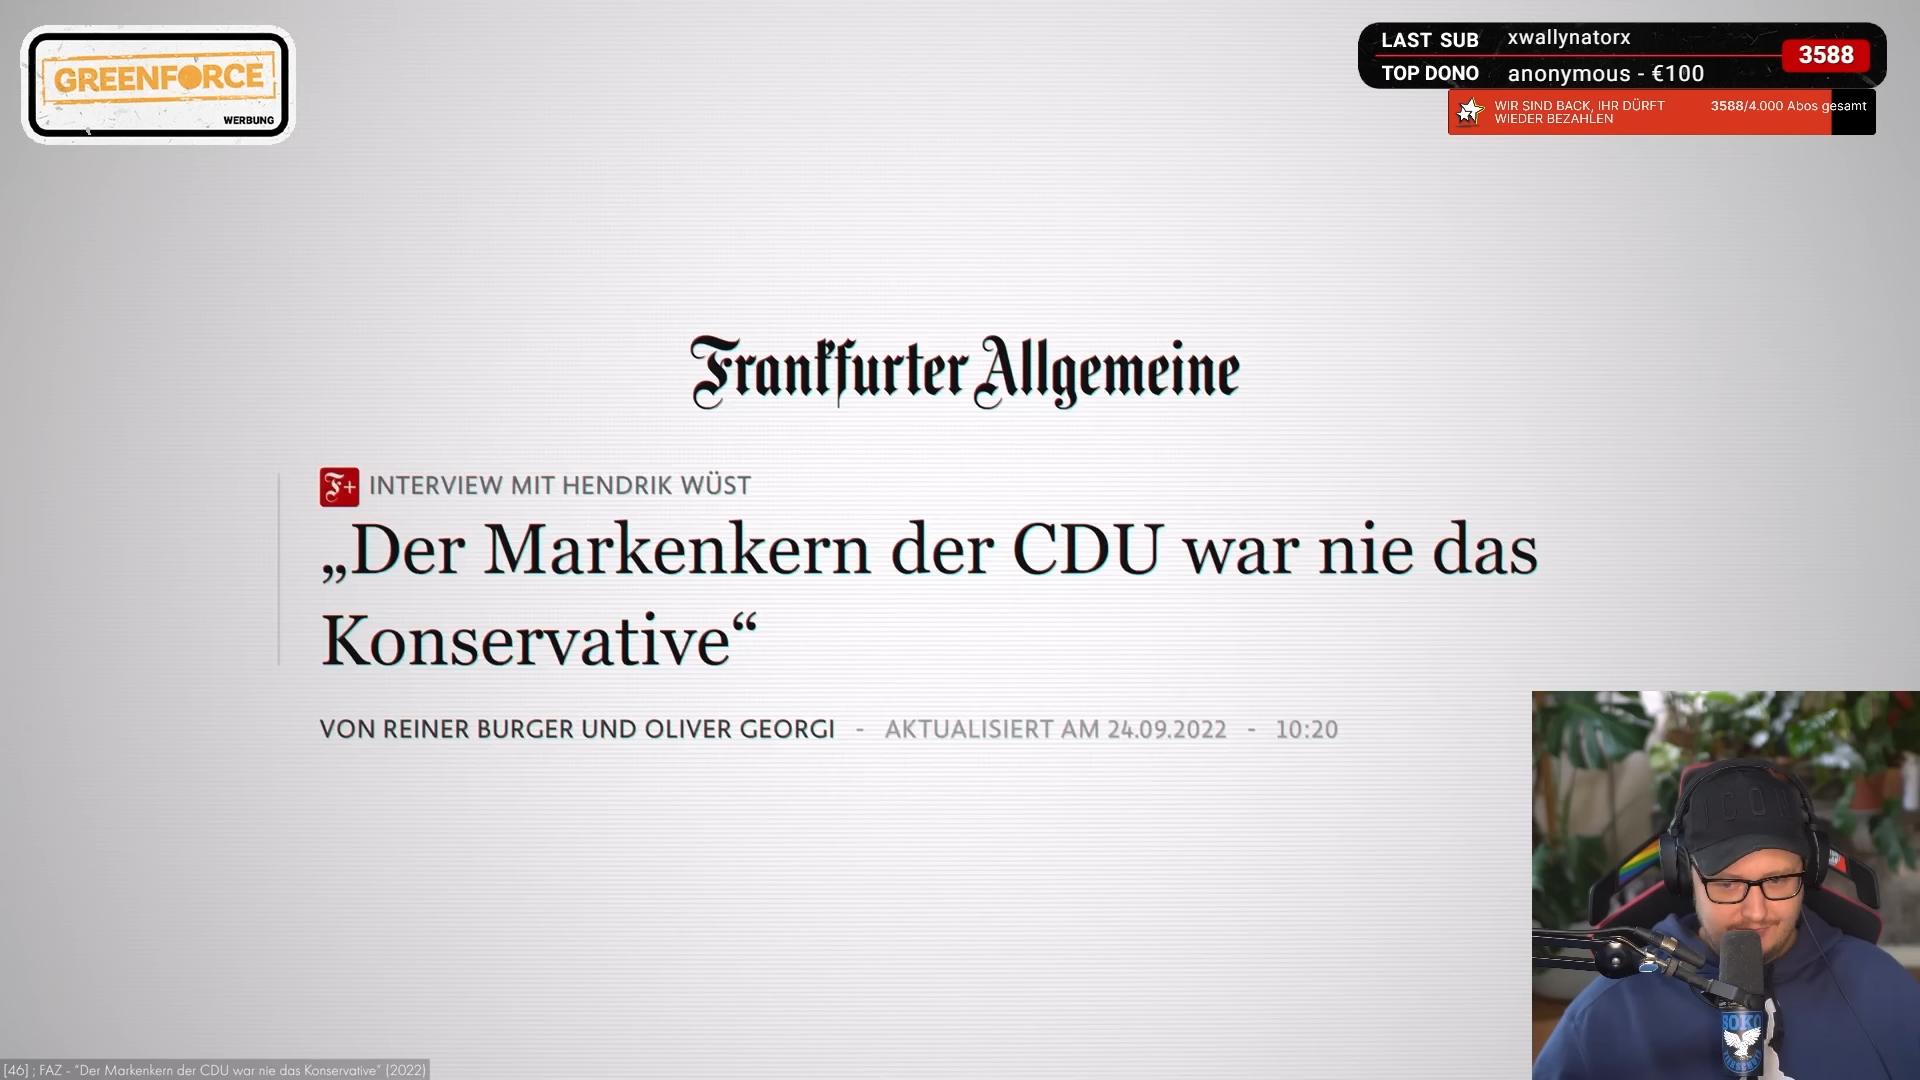 GREENFORCE
WERBUNG
LAST SUB xwallynatorx
TOP DONO anonymous - €100
3588
WIR SIND BACK, IHR DÜRFT
WIEDER BEZAHLEN
3588/4.000 Abos gesamt
Frankfurter Allgemeine
F+ INTERVIEW MIT HENDRIK WÜST
„Der Markenkern der CDU war nie das
Konservative“
VON REINER BURGER UND OLIVER GEORGI - AKTUALISIERT AM 24.09.2022 - 10:20
ICON
SOKO
[46] ; FAZ - “Der Markenkern der CDU war nie das Konservative” (2022)